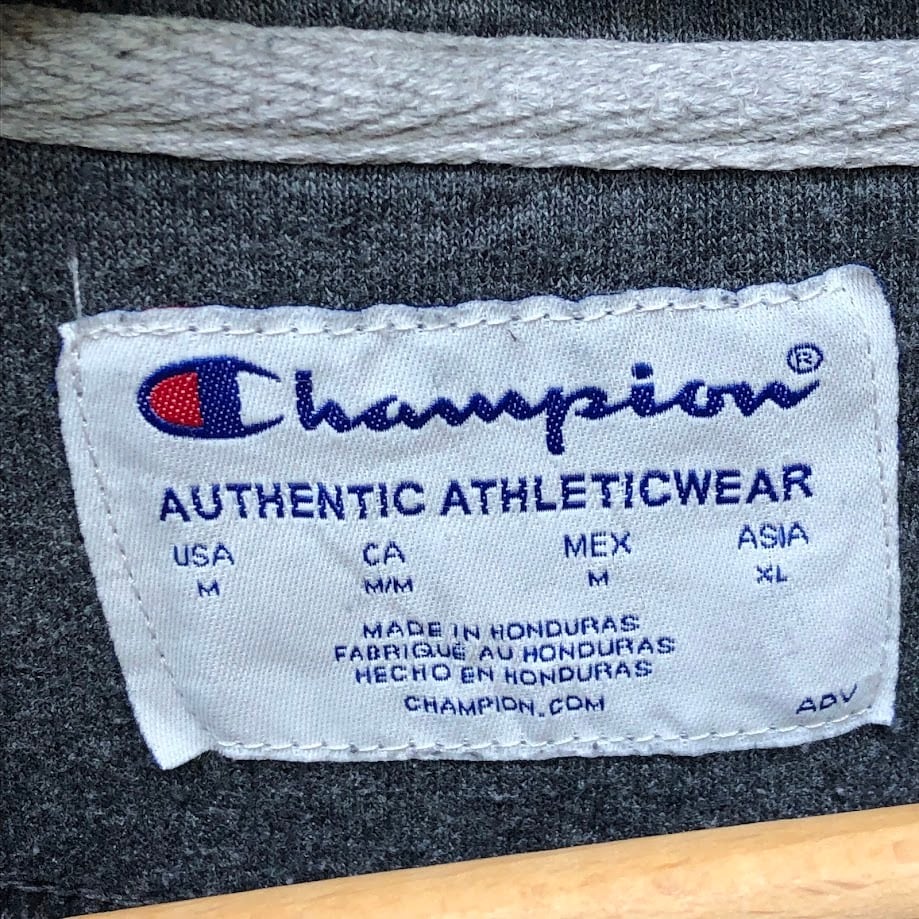 Champion®
AUTHENTIC ATHLETICWEAR
USA CA MEX ASIA
M M/M M XL
MADE IN HONDURAS
FABRIQUÉ AU HONDURAS
HECHO EN HONDURAS
CHAMPION.COM
ADV